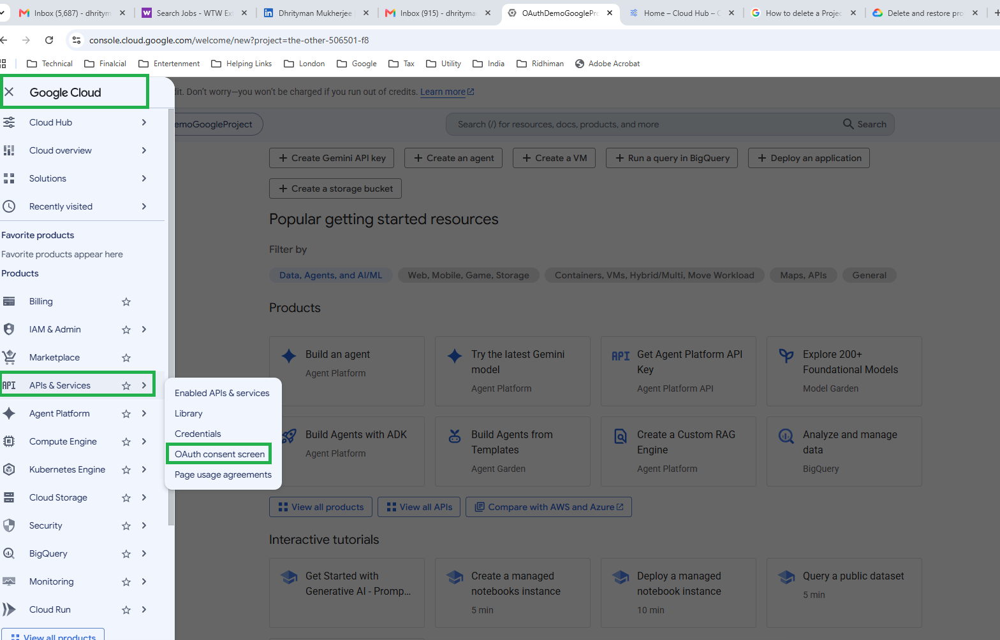 Inbox (5,687) - dhritym
Search Jobs - WTW Ext
Dhrityman Mukherjee
Inbox (915) - dhrityma
OAuthDemoGooglePro
Home – Cloud Hub –
How to delete a Projec
Delete and restore pro
console.cloud.google.com/welcome/new?project=the-other-506501-f8
Technical
Finalcial
Entertenment
Helping Links
London
Google
Tax
Utility
India
Ridhiman
Adobe Acrobat
Google Cloud
dit. Don't worry—you won't be charged if you run out of credits. Learn more
emoGoogleProject
Search (/) for resources, docs, products, and more
Search
Cloud Hub
Cloud overview
Solutions
Recently visited
Favorite products
Favorite products appear here
Products
Billing
IAM & Admin
Marketplace
API APIs & Services
Agent Platform
Compute Engine
Kubernetes Engine
Cloud Storage
Security
BigQuery
Monitoring
Cloud Run
View all products
Enabled APIs & services
Library
Credentials
OAuth consent screen
Page usage agreements
+ Create Gemini API key
+ Create an agent
+ Create a VM
+ Run a query in BigQuery
+ Deploy an application
+ Create a storage bucket
Popular getting started resources
Filter by
Data, Agents, and AI/ML
Web, Mobile, Game, Storage
Containers, VMs, Hybrid/Multi, Move Workload
Maps, APIs
General
Products
Build an agent
Agent Platform
Try the latest Gemini
model
Agent Platform
API Get Agent Platform API
Key
Agent Platform API
Explore 200+
Foundational Models
Model Garden
Build Agents with ADK
Agent Platform
Build Agents from
Templates
Agent Garden
Create a Custom RAG
Engine
Agent Platform
Analyze and manage
data
BigQuery
View all products
View all APIs
Compare with AWS and Azure
Interactive tutorials
Get Started with
Generative AI - Promp...
Create a managed
notebooks instance
5 min
Deploy a managed
notebook instance
10 min
Query a public dataset
5 min